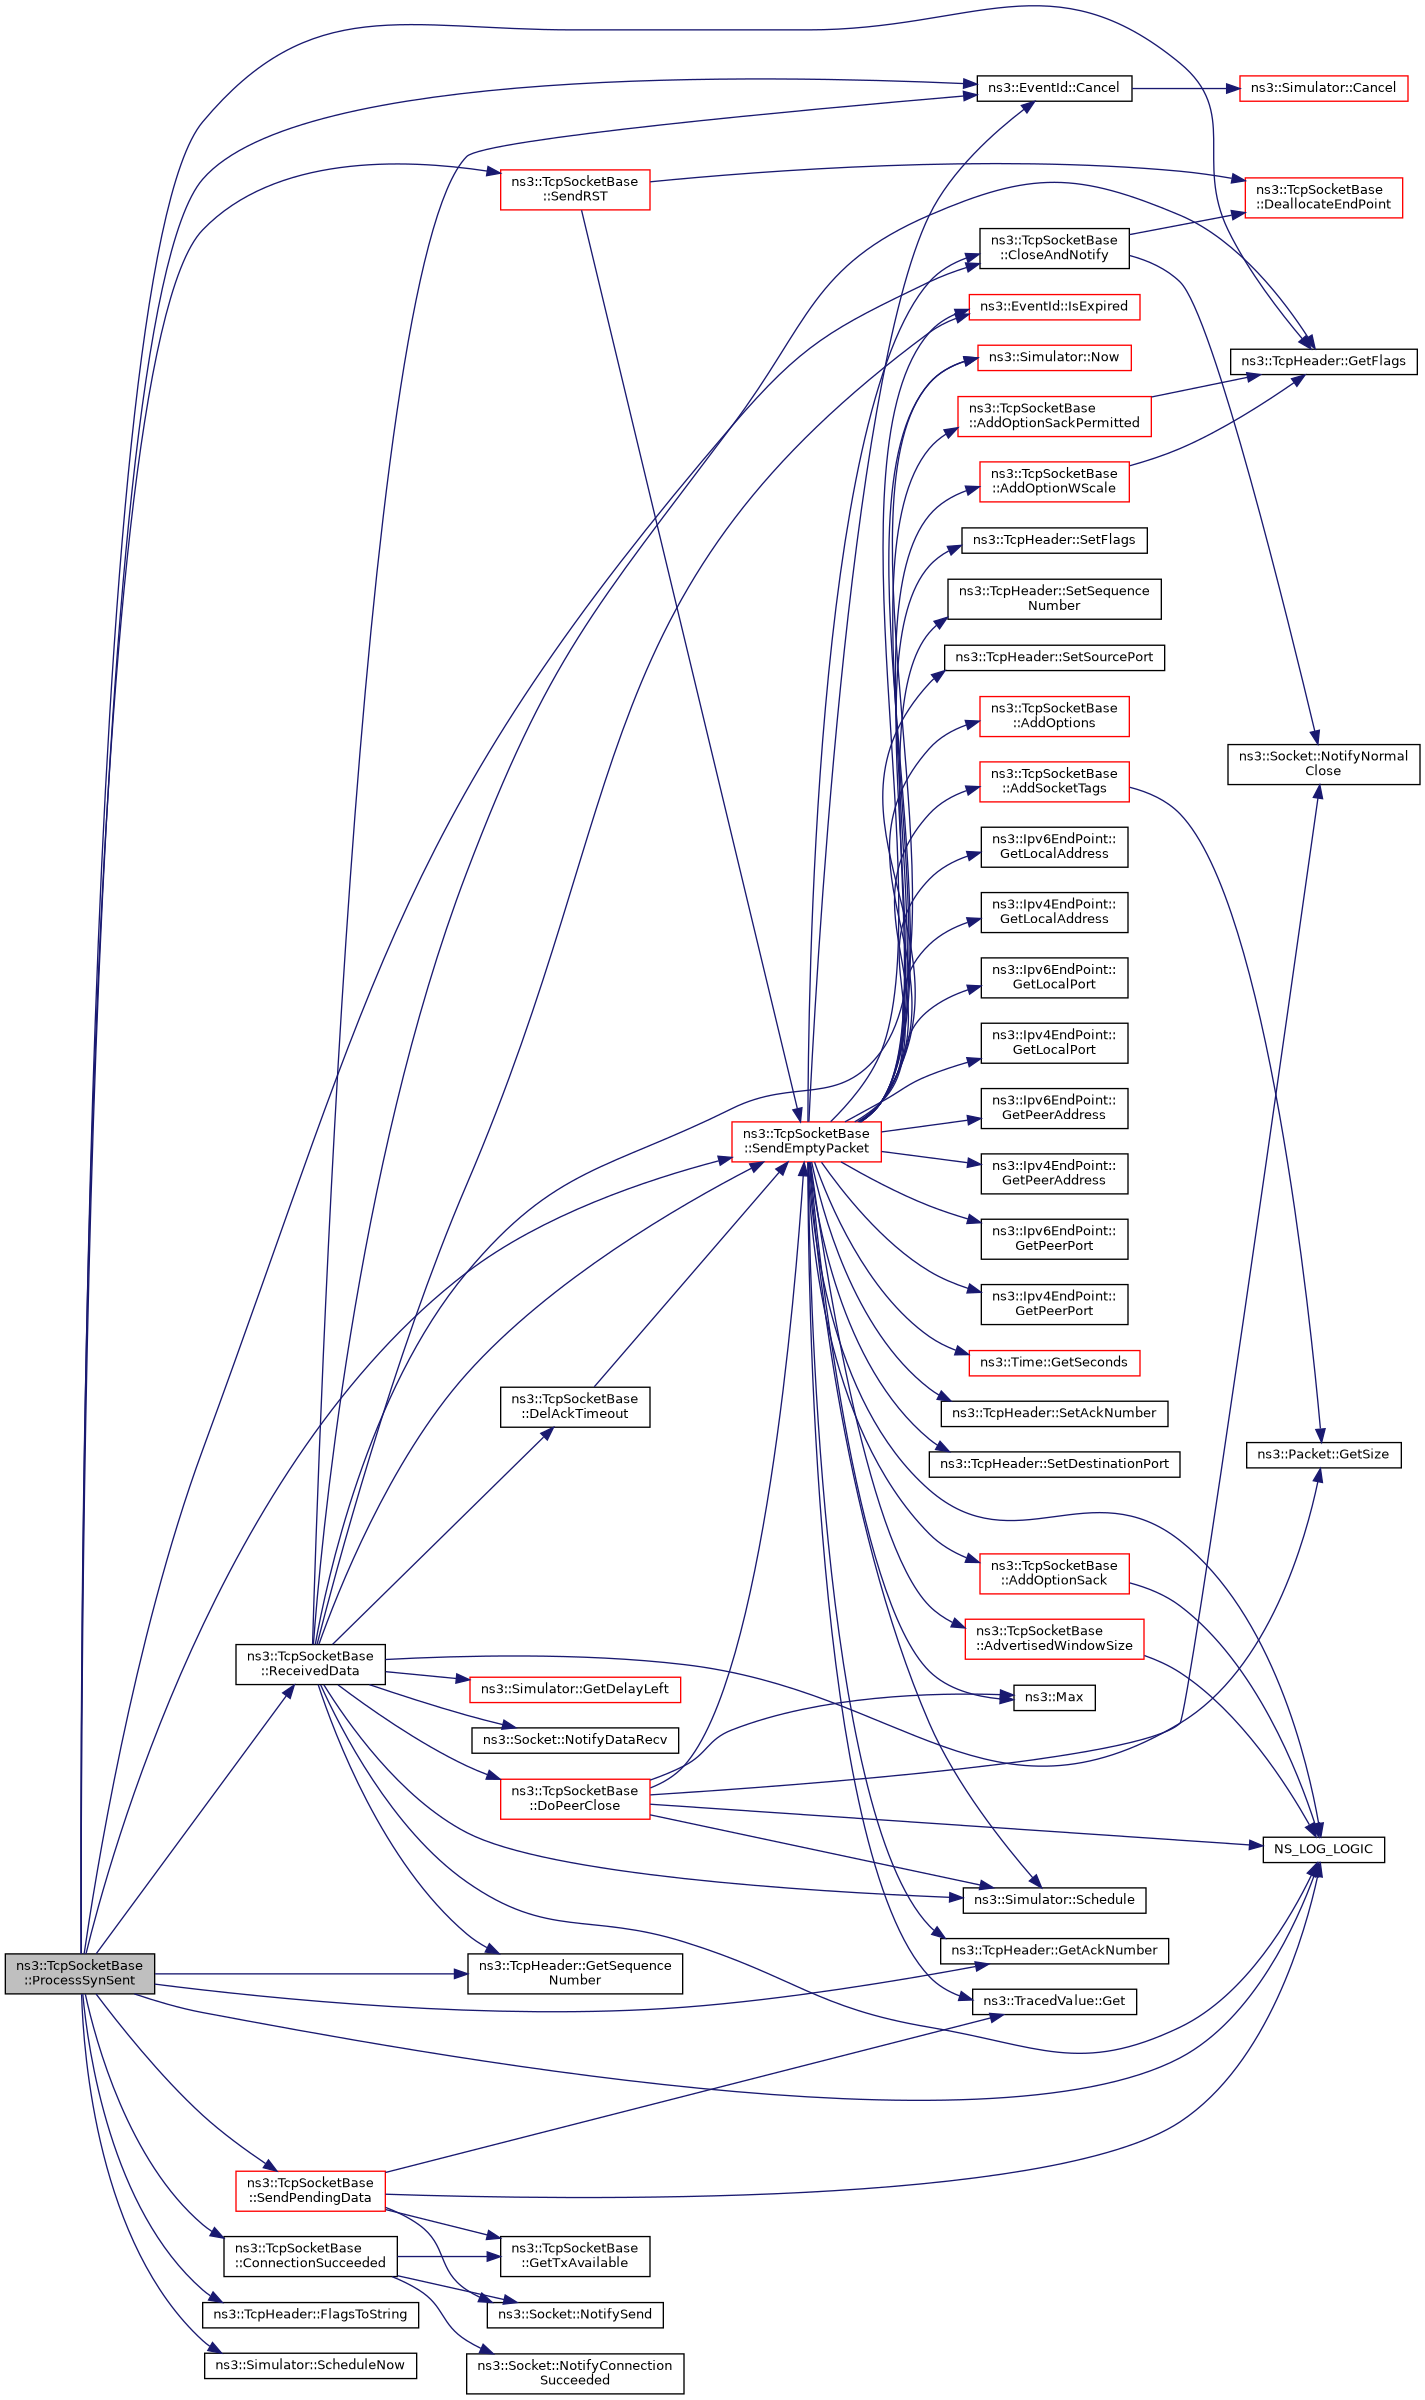 ns3::EventId::Cancel
ns3::Simulator::Cancel
ns3::TcpSocketBase
::SendRST
ns3::TcpSocketBase
::DeallocateEndPoint
ns3::TcpSocketBase
::CloseAndNotify
ns3::EventId::IsExpired
ns3::Simulator::Now
ns3::TcpHeader::GetFlags
ns3::TcpSocketBase
::AddOptionSackPermitted
ns3::TcpSocketBase
::AddOptionWScale
ns3::TcpHeader::SetFlags
ns3::TcpHeader::SetSequence
Number
ns3::TcpHeader::SetSourcePort
ns3::TcpSocketBase
::AddOptions
ns3::Socket::NotifyNormal
Close
ns3::TcpSocketBase
::AddSocketTags
ns3::Ipv6EndPoint::
GetLocalAddress
ns3::Ipv4EndPoint::
GetLocalAddress
ns3::Ipv6EndPoint::
GetLocalPort
ns3::Ipv4EndPoint::
GetLocalPort
ns3::Ipv6EndPoint::
GetPeerAddress
ns3::TcpSocketBase
::SendEmptyPacket
ns3::Ipv4EndPoint::
GetPeerAddress
ns3::Ipv6EndPoint::
GetPeerPort
ns3::Ipv4EndPoint::
GetPeerPort
ns3::Time::GetSeconds
ns3::TcpSocketBase
::DelAckTimeout
ns3::TcpHeader::SetAckNumber
ns3::Packet::GetSize
ns3::TcpHeader::SetDestinationPort
ns3::TcpSocketBase
::AddOptionSack
ns3::TcpSocketBase
::AdvertisedWindowSize
ns3::TcpSocketBase
::ReceivedData
ns3::Simulator::GetDelayLeft
ns3::Max
ns3::Socket::NotifyDataRecv
ns3::TcpSocketBase
::DoPeerClose
NS_LOG_LOGIC
ns3::Simulator::Schedule
ns3::TcpHeader::GetAckNumber
ns3::TcpSocketBase
::ProcessSynSent
ns3::TcpHeader::GetSequence
Number
ns3::TracedValue::Get
ns3::TcpSocketBase
::SendPendingData
ns3::TcpSocketBase
::ConnectionSucceeded
ns3::TcpSocketBase
::GetTxAvailable
ns3::TcpHeader::FlagsToString
ns3::Socket::NotifySend
ns3::Simulator::ScheduleNow
ns3::Socket::NotifyConnection
Succeeded